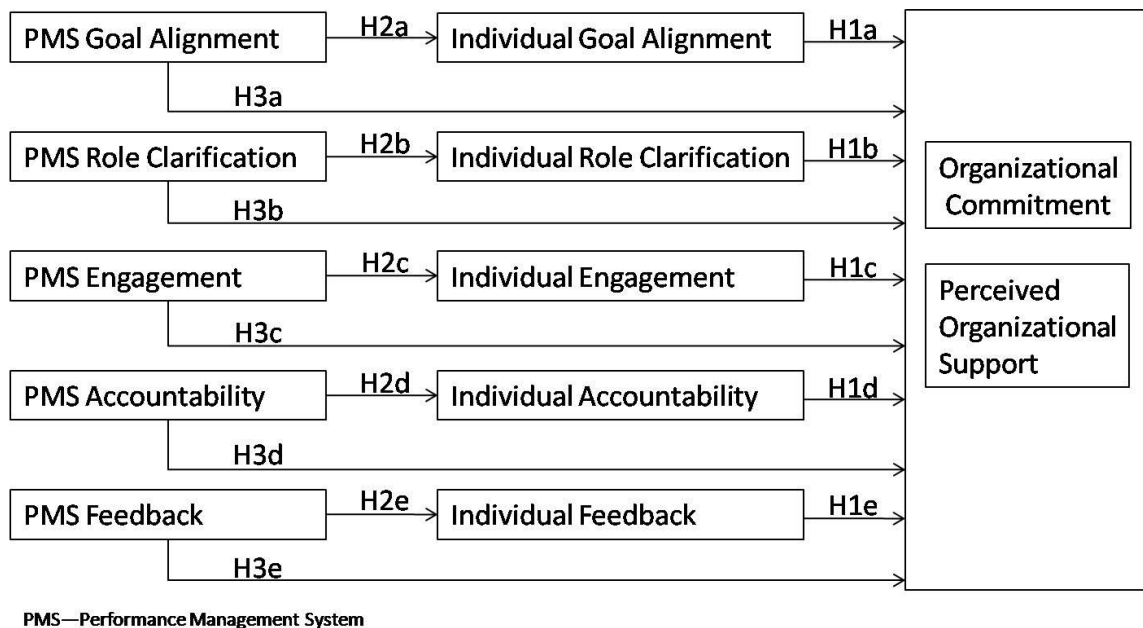 PMS Goal Alignment
H2a
Individual Goal Alignment
H1a
H3a
PMS Role Clarification
H2b
Individual Role Clarification
H1b
H3b
Organizational
Commitment
PMS Engagement
H2c
Individual Engagement
H1c
H3c
Perceived
Organizational
Support
PMS Accountability
H2d
Individual Accountability
H1d
H3d
PMS Feedback
H2e
Individual Feedback
H1e
H3e
PMS—Performance Management System